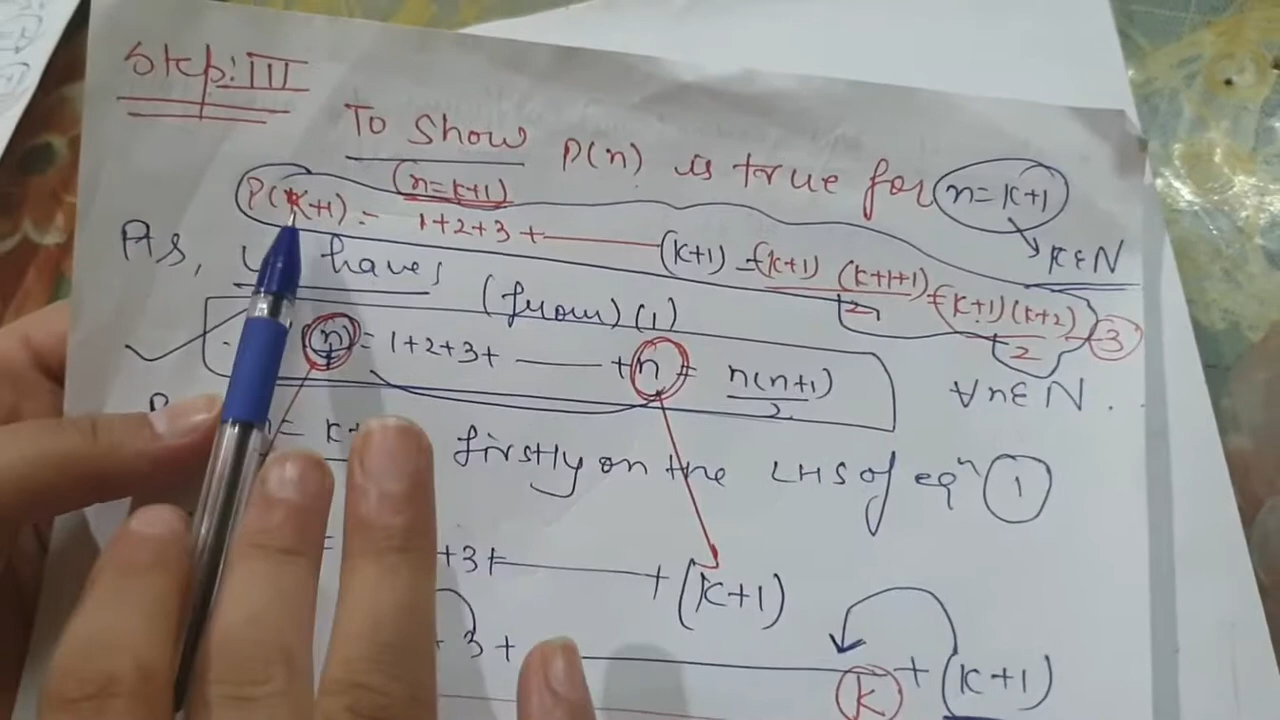 Step: III
To Show P(n) is true for n=k+1
(n=k+1)
P(k+1) = 1+2+3+——(k+1) = (k+1) (k+1+1)/2 = (k+1)(k+2)/2 — 3
k∈N
As, have
(from) (1)
(n) = 1+2+3+ —— +n = n(n+1)/2 ∀n∈N.
n= firstly on the LHS of eqⁿ 1
= +3+——+(k+1)
+ 3+——k+(k+1)